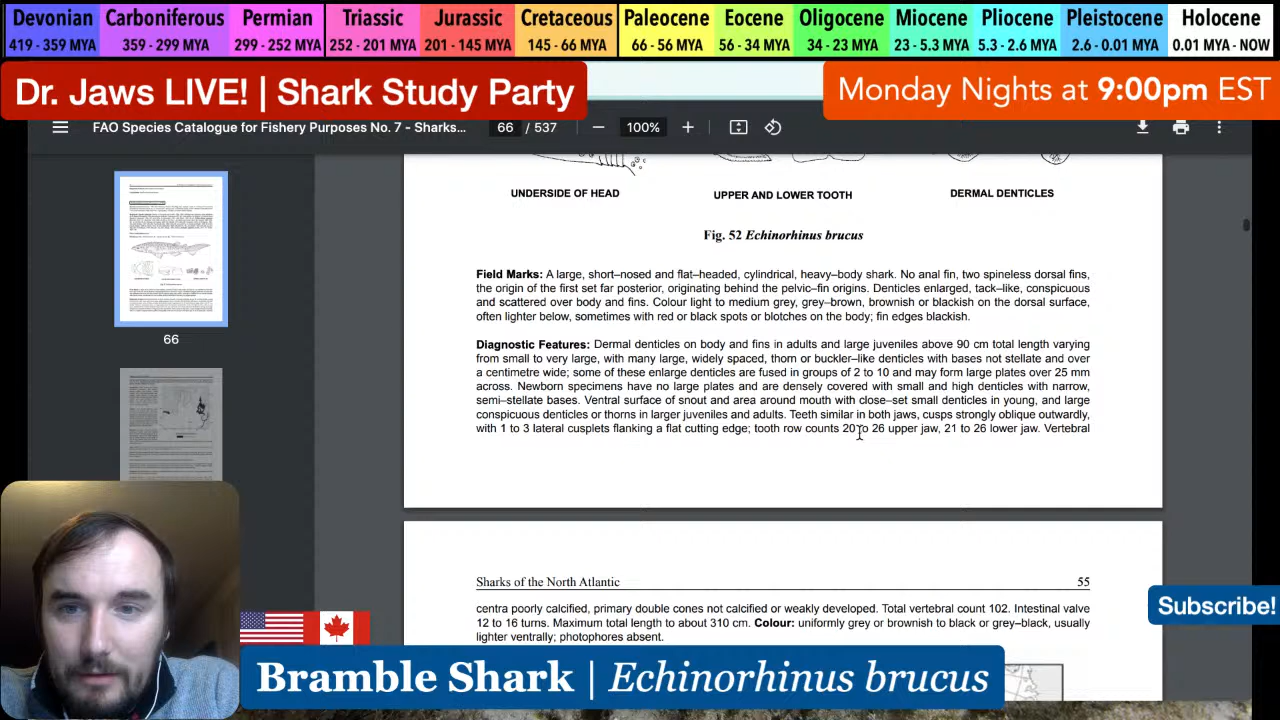 Devonian Carboniferous Permian Triassic Jurassic Cretaceous Paleocene Eocene Oligocene Miocene Pliocene Pleistocene Holocene
419 - 359 MYA 359 - 299 MYA 299 - 252 MYA 252 - 201 MYA 201 - 145 MYA 145 - 66 MYA 66 - 56 MYA 56 - 34 MYA 34 - 23 MYA 23 - 5.3 MYA 5.3 - 2.6 MYA 2.6 - 0.01 MYA 0.01 MYA - NOW
Dr. Jaws LIVE! | Shark Study Party
Monday Nights at 9:00pm EST
FAO Species Catalogue for Fishery Purposes No. 7 - Sharks... 66 / 537 100%
UNDERSIDE OF HEAD UPPER AND LOWER TOOTH DERMAL DENTICLES
Fig. 52 Echinorhinus brucus
Field Marks: A large, short–nosed and flat–headed, cylindrical, heavy–body shark. No anal fin, two spineless dorsal fins,
the origin of the first set far posterior, originating behind the pelvic–fin origins. Denticles enlarged, tack–like, conspicuous
and scattered over body and fins. Colour light to medium grey, grey–brown, brownish or blackish on the dorsal surface,
often lighter below, sometimes with red or black spots or blotches on the body; fin edges blackish.
Diagnostic Features: Dermal denticles on body and fins in adults and large juveniles above 90 cm total length varying
from small to very large, with many large, widely spaced, thorn or buckler–like denticles with bases not stellate and over
a centimetre wide; some of these enlarge denticles are fused in groups of 2 to 10 and may form large plates over 25 mm
across. Newborn specimens have no large plates and are densely covered with small and high denticles with narrow,
semi–stellate bases. Ventral surface of snout and area around mouth with close–set small denticles in young, and large
conspicuous denticles or thorns in larger juveniles and adults. Teeth similar in both jaws, cusps strongly oblique outwardly,
with 1 to 3 lateral cusplets flanking a flat cutting edge; tooth row counts 20 to 26 upper jaw, 21 to 26 lower jaw. Vertebral
66
Sharks of the North Atlantic 55
centra poorly calcified, primary double cones not calcified or weakly developed. Total vertebral count 102. Intestinal valve
12 to 16 turns. Maximum total length to about 310 cm. Colour: uniformly grey or brownish to black or grey–black, usually
lighter ventrally; photophores absent.
Subscribe!
Bramble Shark | Echinorhinus brucus